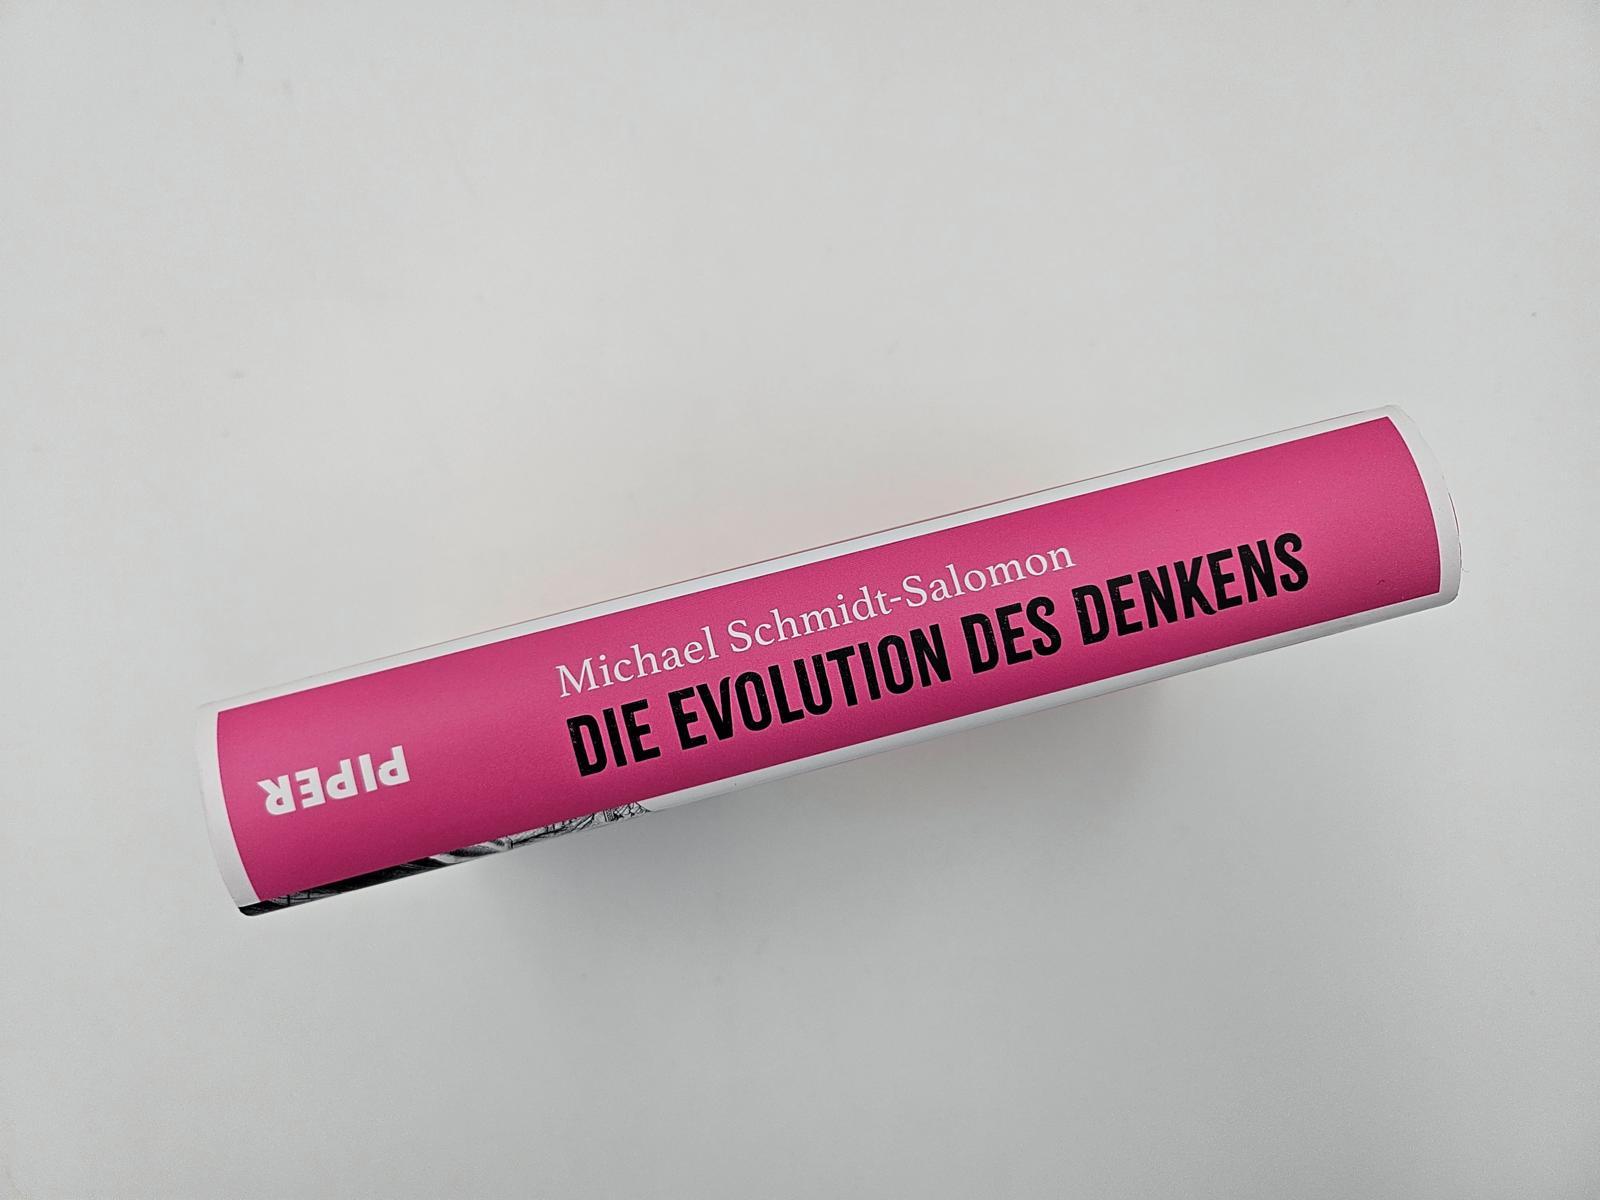 Michael Schmidt-Salomon
DIE EVOLUTION DES DENKENS
PIPER